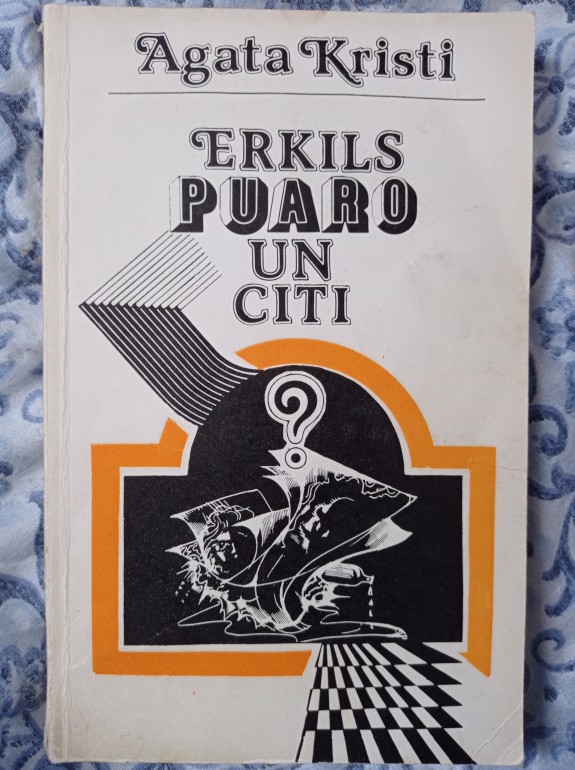 Agata Kristi
ERKILS
PUARO
UN
CITI
?